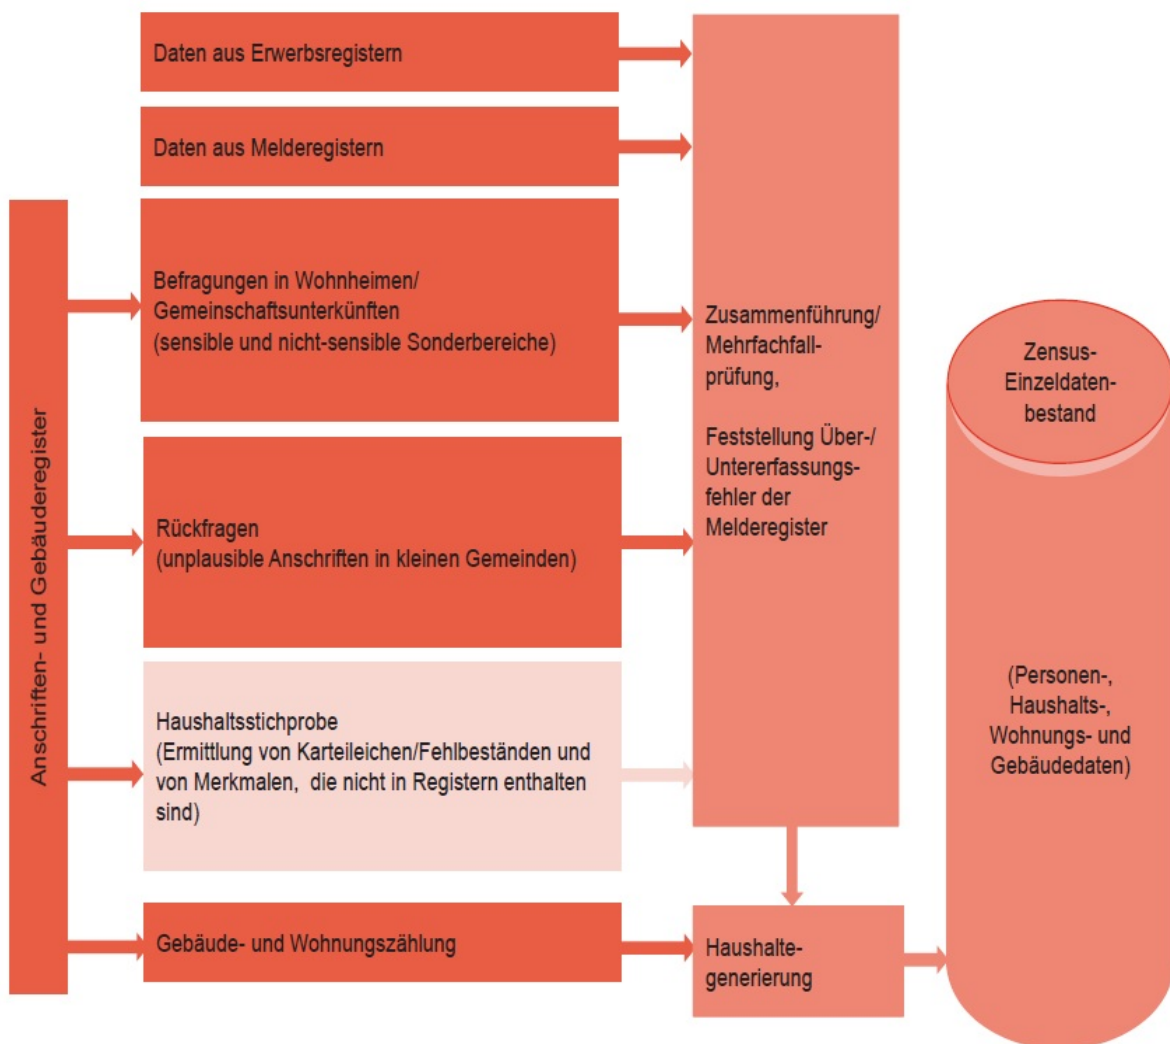 Daten aus Erwerbsregistern
Daten aus Melderegistern
Anschriften- und Gebäuderegister
Befragungen in Wohnheimen/
Gemeinschaftsunterkünften
(sensible und nicht-sensible Sonderbereiche)
Rückfragen
(unplausible Anschriften in kleinen Gemeinden)
Haushaltsstichprobe
(Ermittlung von Karteileichen/Fehlbeständen und
von Merkmalen, die nicht in Registern enthalten
sind)
Gebäude- und Wohnungszählung
Zusammenführung/
Mehrfachfall-
prüfung,
Feststellung Über-/
Untererfassungs-
fehler der
Melderegister
Haushalte-
generierung
Zensus-
Einzeldaten-
bestand
(Personen-,
Haushalts-,
Wohnungs- und
Gebäudedaten)